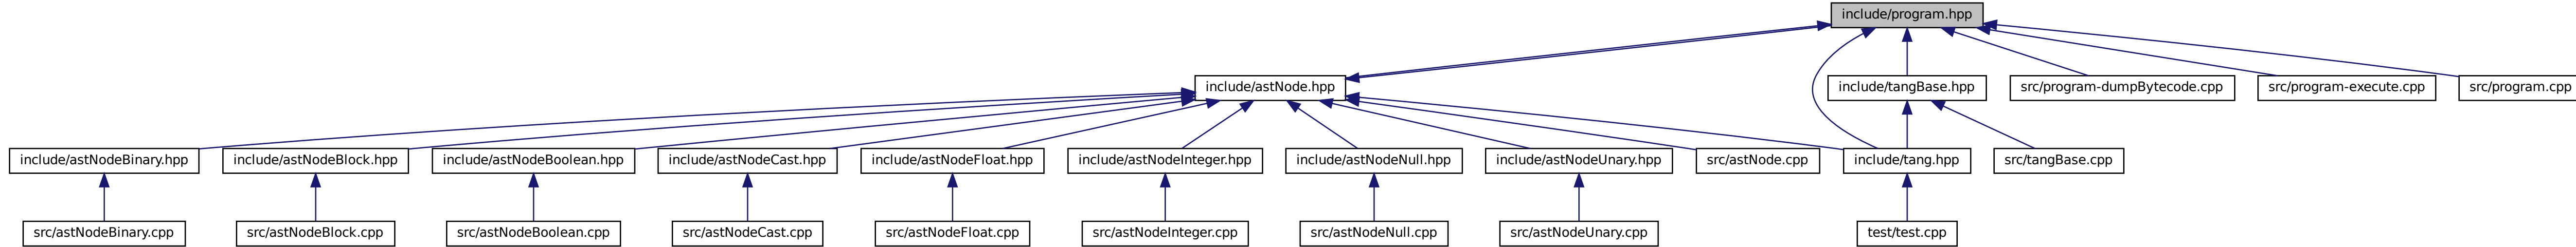 include/program.hpp
include/astNode.hpp
include/tangBase.hpp
src/program-dumpBytecode.cpp
src/program-execute.cpp
src/program.cpp
include/astNodeBinary.hpp
include/astNodeBlock.hpp
include/astNodeBoolean.hpp
include/astNodeCast.hpp
include/astNodeFloat.hpp
include/astNodeInteger.hpp
include/astNodeNull.hpp
include/astNodeUnary.hpp
src/astNode.cpp
include/tang.hpp
src/tangBase.cpp
src/astNodeBinary.cpp
src/astNodeBlock.cpp
src/astNodeBoolean.cpp
src/astNodeCast.cpp
src/astNodeFloat.cpp
src/astNodeInteger.cpp
src/astNodeNull.cpp
src/astNodeUnary.cpp
test/test.cpp